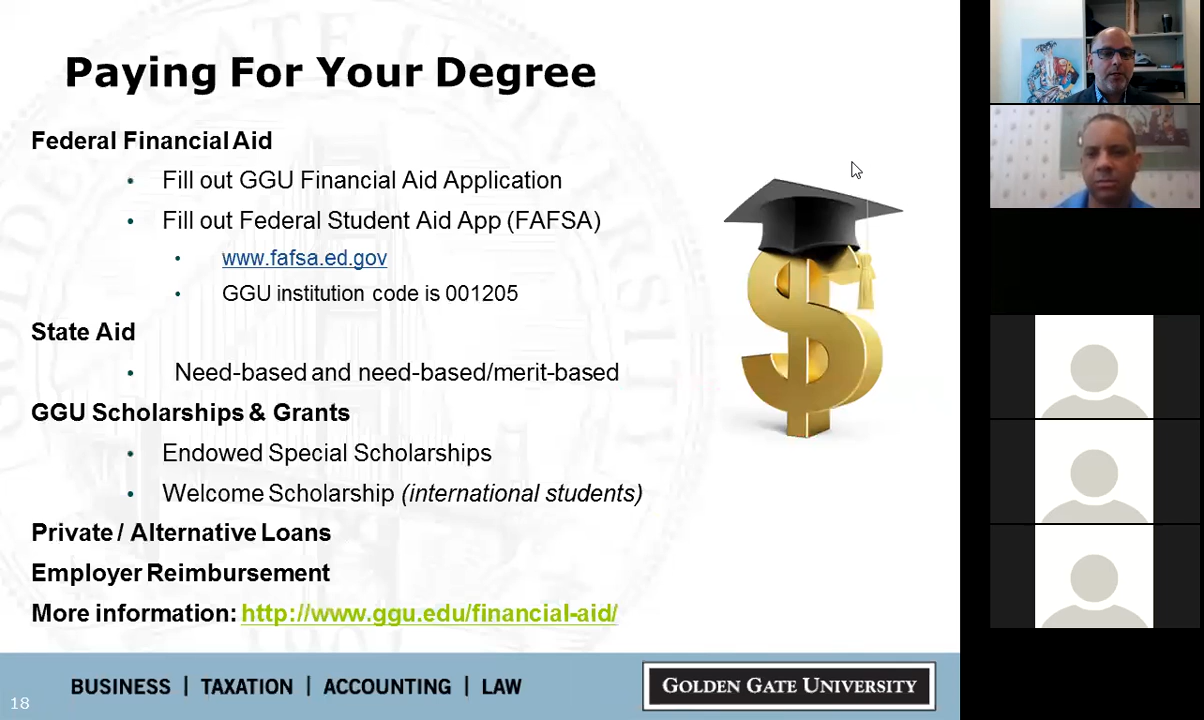 Paying For Your Degree
Federal Financial Aid
• Fill out GGU Financial Aid Application
• Fill out Federal Student Aid App (FAFSA)
• www.fafsa.ed.gov
• GGU institution code is 001205
State Aid
• Need-based and need-based/merit-based
GGU Scholarships & Grants
• Endowed Special Scholarships
• Welcome Scholarship (international students)
Private / Alternative Loans
Employer Reimbursement
More information: http://www.ggu.edu/financial-aid/
BUSINESS | TAXATION | ACCOUNTING | LAW
GOLDEN GATE UNIVERSITY
18